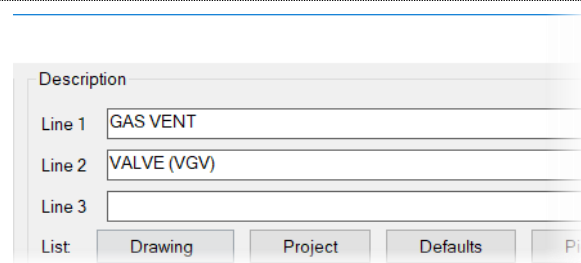 Description
Line 1 GAS VENT
Line 2 VALVE (VGV)
Line 3
List: Drawing Project Defaults